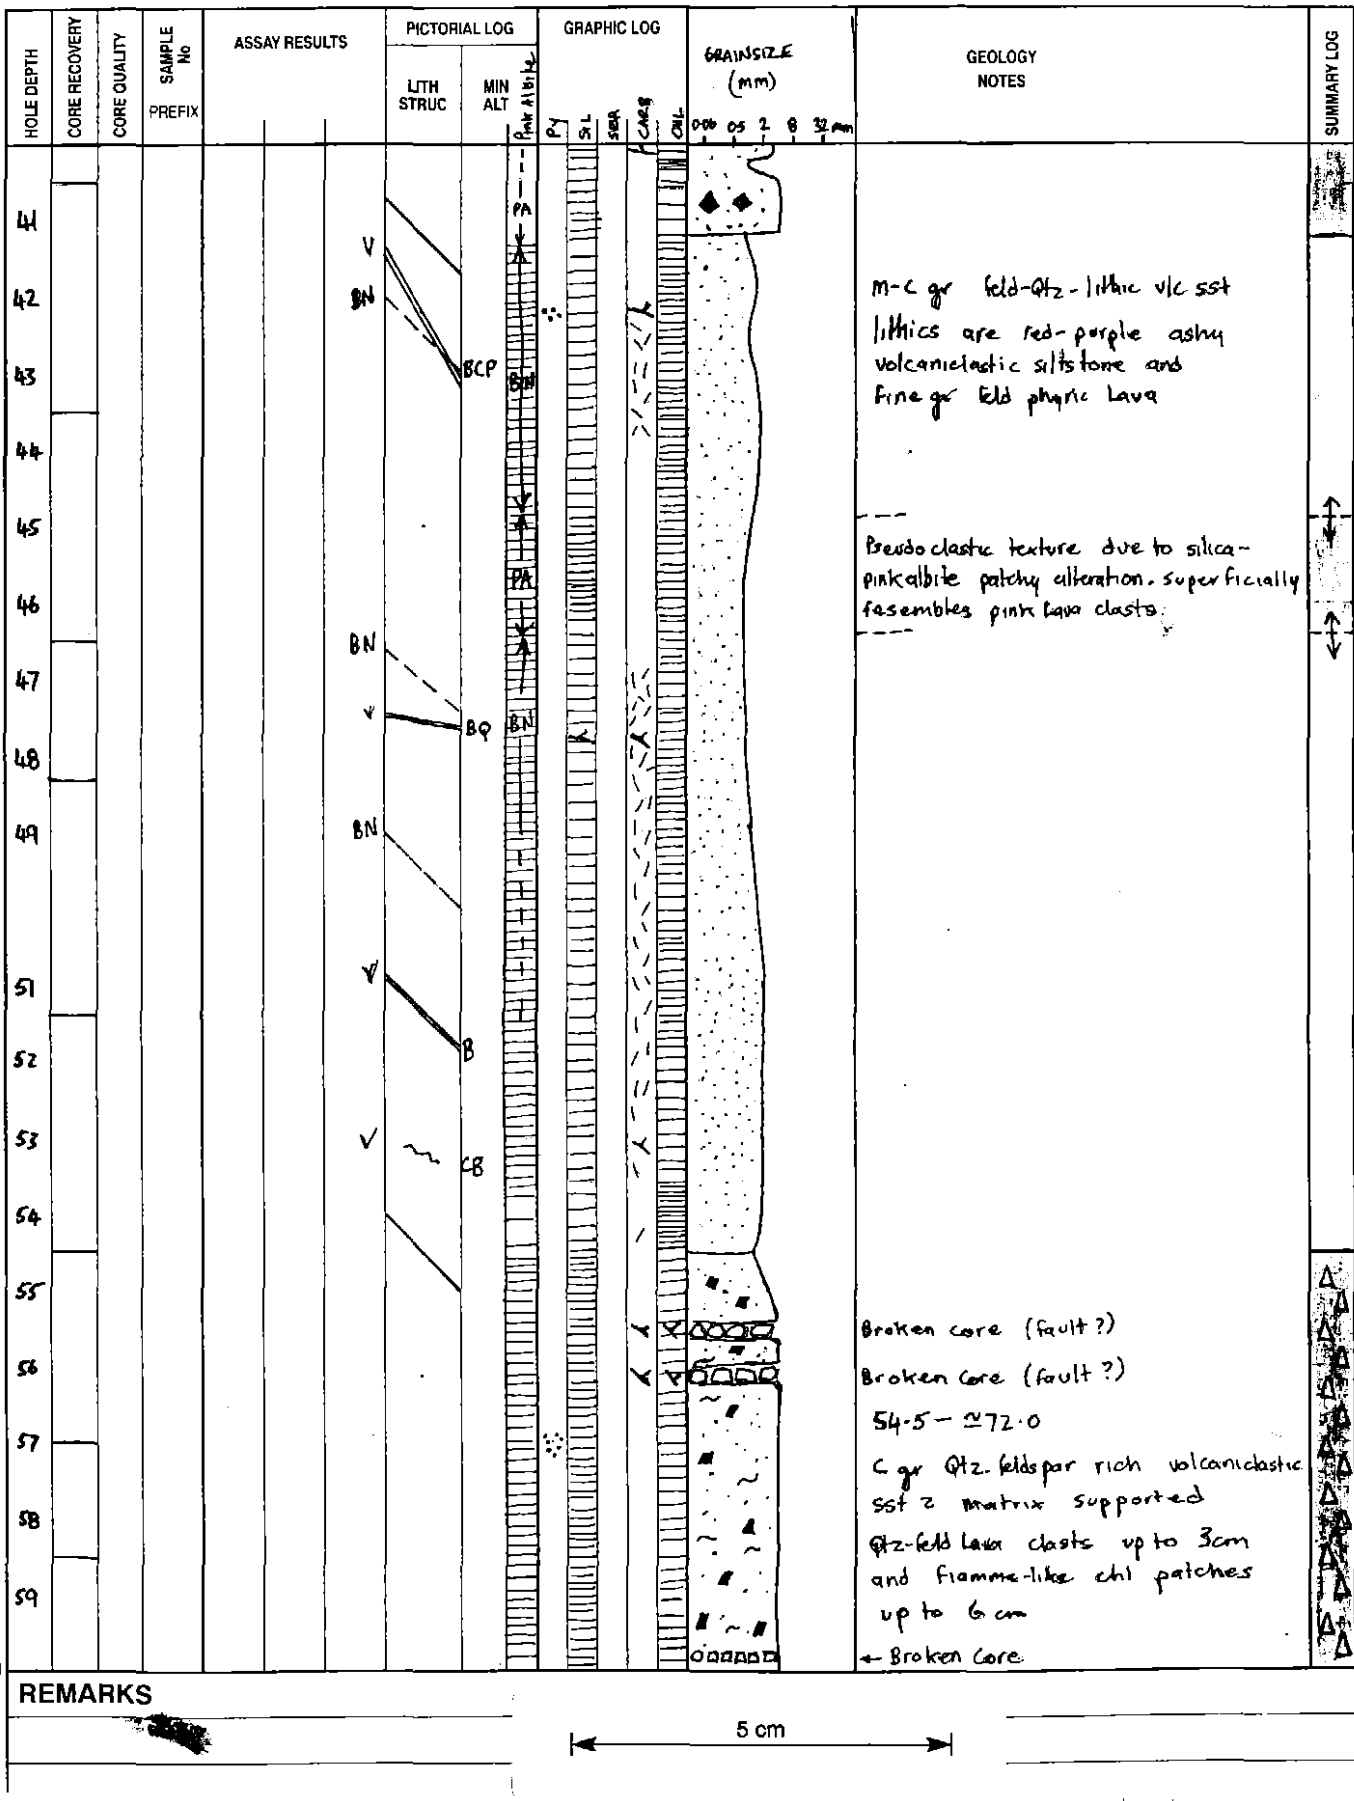 HOLE DEPTH
CORE RECOVERY
CORE QUALITY
SAMPLE No
PREFIX
ASSAY RESULTS
PICTORIAL LOG
LITH STRUC
MIN ALT
Pink Albite
GRAPHIC LOG
Py
SIL
SER
CARB
CHL
GRAINSIZE
(mm)
0.06 05 2 8 32 mm
GEOLOGY
NOTES
SUMMARY LOG
41
PA
V
42
BN
M-C gr feld-Qtz-lithic v/c sst
lithics are red-purple ashy
volcaniclastic siltstone and
fine gr feld phyric Lava
43
BCP
BN
44
45
Pseudoclastic texture due to silica-
pink albite patchy alteration. superficially
resembles pink lava clasts.
PA
46
BN
47
V
BQ
BN
48
BN
49
V
51
B
52
53
V
CB
54
55
Broken core (fault?)
56
Broken core (fault?)
54.5 - ≃72.0
57
C gr Qtz-feldspar rich volcaniclastic
sst 2 matrix supported
58
Qtz-feld Lava clasts up to 3cm
and fiamme-like chl patches
59
up to 6 cm
← Broken Core
REMARKS
5 cm